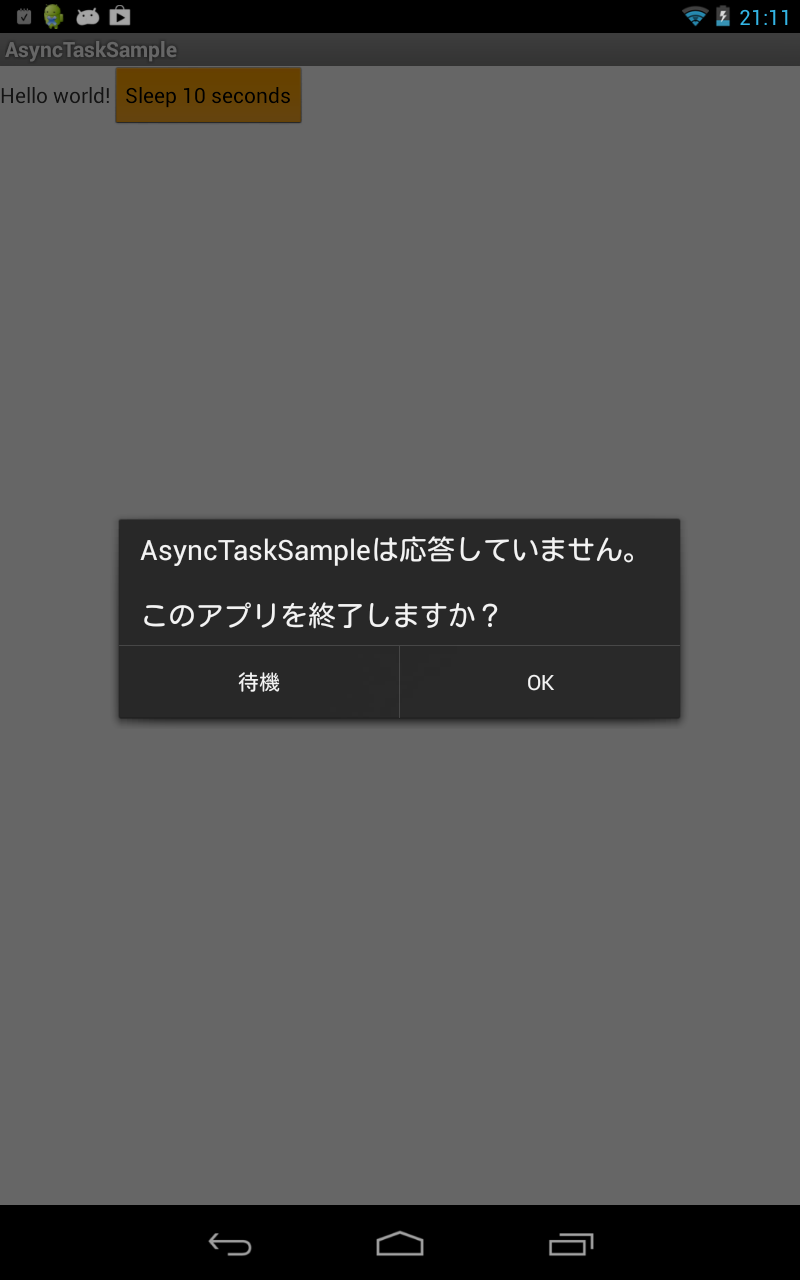 21:11
AsyncTaskSample
Hello world! Sleep 10 seconds
AsyncTaskSampleは応答していません。
このアプリを終了しますか？
待機 OK